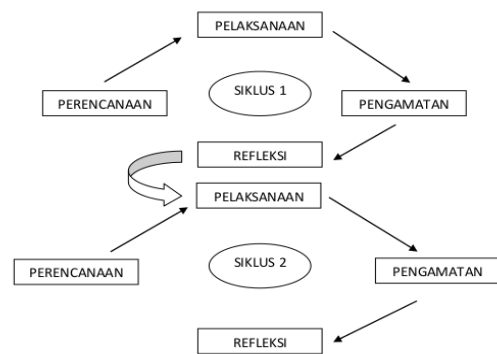 PELAKSANAAN
SIKLUS 1
PERENCANAAN
PENGAMATAN
REFLEKSI
PELAKSANAAN
SIKLUS 2
PERENCANAAN
PENGAMATAN
REFLEKSI